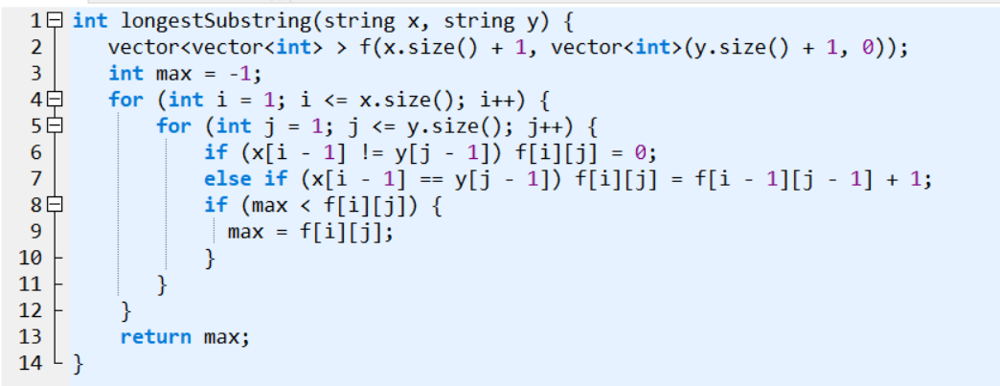 1 int longestSubstring(string x, string y) {
2 vector<vector<int> > f(x.size() + 1, vector<int>(y.size() + 1, 0));
3 int max = -1;
4 for (int i = 1; i <= x.size(); i++) {
5 for (int j = 1; j <= y.size(); j++) {
6 if (x[i - 1] != y[j - 1]) f[i][j] = 0;
7 else if (x[i - 1] == y[j - 1]) f[i][j] = f[i - 1][j - 1] + 1;
8 if (max < f[i][j]) {
9 max = f[i][j];
10 }
11 }
12 }
13 return max;
14 }